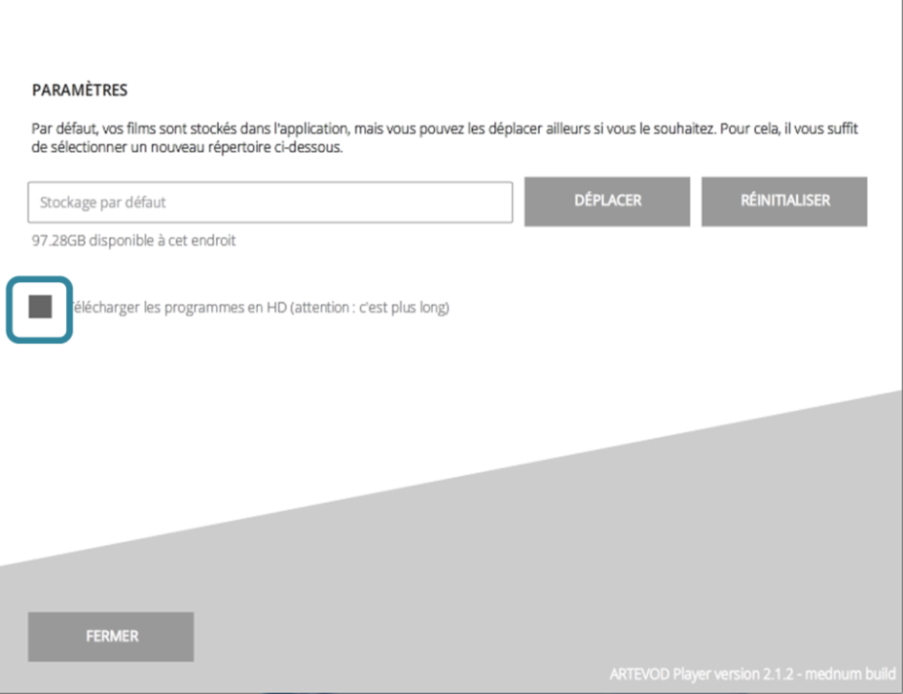 PARAMÈTRES
Par défaut, vos films sont stockés dans l'application, mais vous pouvez les déplacer ailleurs si vous le souhaitez. Pour cela, il vous suffit
de sélectionner un nouveau répertoire ci-dessous.
Stockage par défaut
DÉPLACER
RÉINITIALISER
97.28GB disponible à cet endroit
élécharger les programmes en HD (attention : c'est plus long)
FERMER
ARTEVOD Player version 2.1.2 - mednum build